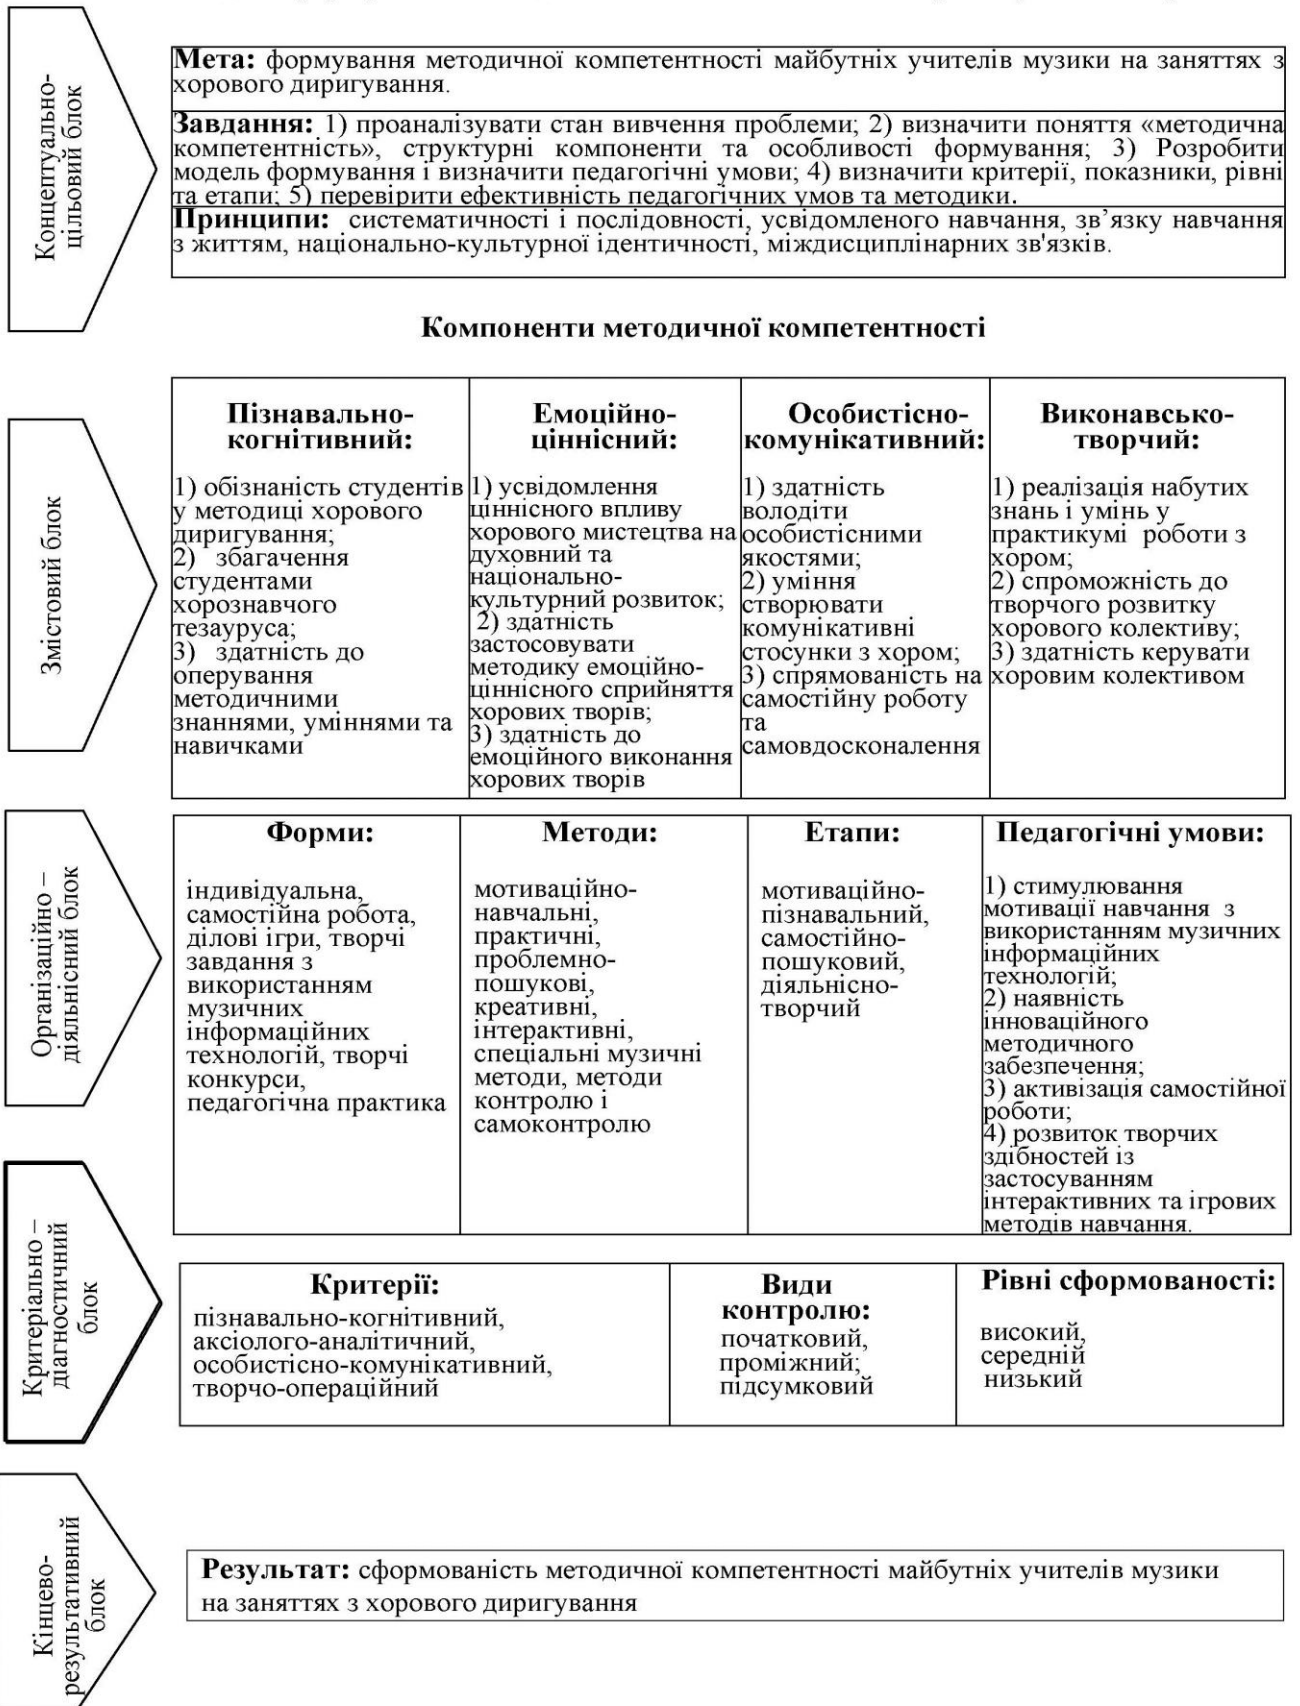 Концептуально-
цільовий блок
Мета: формування методичної компетентності майбутніх учителів музики на заняттях з
хорового диригування.
Завдання: 1) проаналізувати стан вивчення проблеми; 2) визначити поняття «методична
компетентність», структурні компоненти та особливості формування; 3) Розробити
модель формування і визначити педагогічні умови; 4) визначити критерії, показники, рівні
та етапи; 5) перевірити ефективність педагогічних умов та методики.
Принципи: систематичності і послідовності, усвідомленого навчання, зв’язку навчання
з життям, національно-культурної ідентичності, міждисциплінарних зв'язків.
Компоненти методичної компетентності
Змістовий блок
Пізнавально-
когнітивний:
1) обізнаність студентів
у методиці хорового
диригування;
2) збагачення
студентами
хорознавчого
тезауруса;
3) здатність до
оперування
методичними
знаннями, уміннями та
навичками
Емоційно-
ціннісний:
1) усвідомлення
ціннісного впливу
хорового мистецтва на
духовний та
національно-
культурний розвиток;
2) здатність
застосовувати
методику емоційно-
ціннісного сприйняття
хорових творів;
3) здатність до
емоційного виконання
хорових творів
Особистісно-
комунікативний:
1) здатність
володіти
особистісними
якостями;
2) уміння
створювати
комунікативні
стосунки з хором;
3) спрямованість на
самостійну роботу
та
самовдосконалення
Виконавсько-
творчий:
1) реалізація набутих
знань і умінь у
практикумі роботи з
хором;
2) спроможність до
творчого розвитку
хорового колективу;
3) здатність керувати
хоровим колективом
Організаційно –
діяльнісний блок
Форми:
індивідуальна,
самостійна робота,
ділові ігри, творчі
завдання з
використанням
музичних
інформаційних
технологій, творчі
конкурси,
педагогічна практика
Методи:
мотиваційно-
навчальні,
практичні,
проблемно-
пошукові,
креативні,
інтерактивні,
спеціальні музичні
методи, методи
контролю і
самоконтролю
Етапи:
мотиваційно-
пізнавальний,
самостійно-
пошуковий,
діяльнісно-
творчий
Педагогічні умови:
1) стимулювання
мотивації навчання з
використанням музичних
інформаційних
технологій;
2) наявність
інноваційного
методичного
забезпечення;
3) активізація самостійної
роботи;
4) розвиток творчих
здібностей із
застосуванням
інтерактивних та ігрових
методів навчання.
Критеріально –
діагностичний
блок
Критерії:
пізнавально-когнітивний,
аксіолого-аналітичний,
особистісно-комунікативний,
творчо-операційний
Види
контролю:
початковий,
проміжний;
підсумковий
Рівні сформованості:
високий,
середній
низький
Кінцево-
результативний
блок
Результат: сформованість методичної компетентності майбутніх учителів музики
на заняттях з хорового диригування